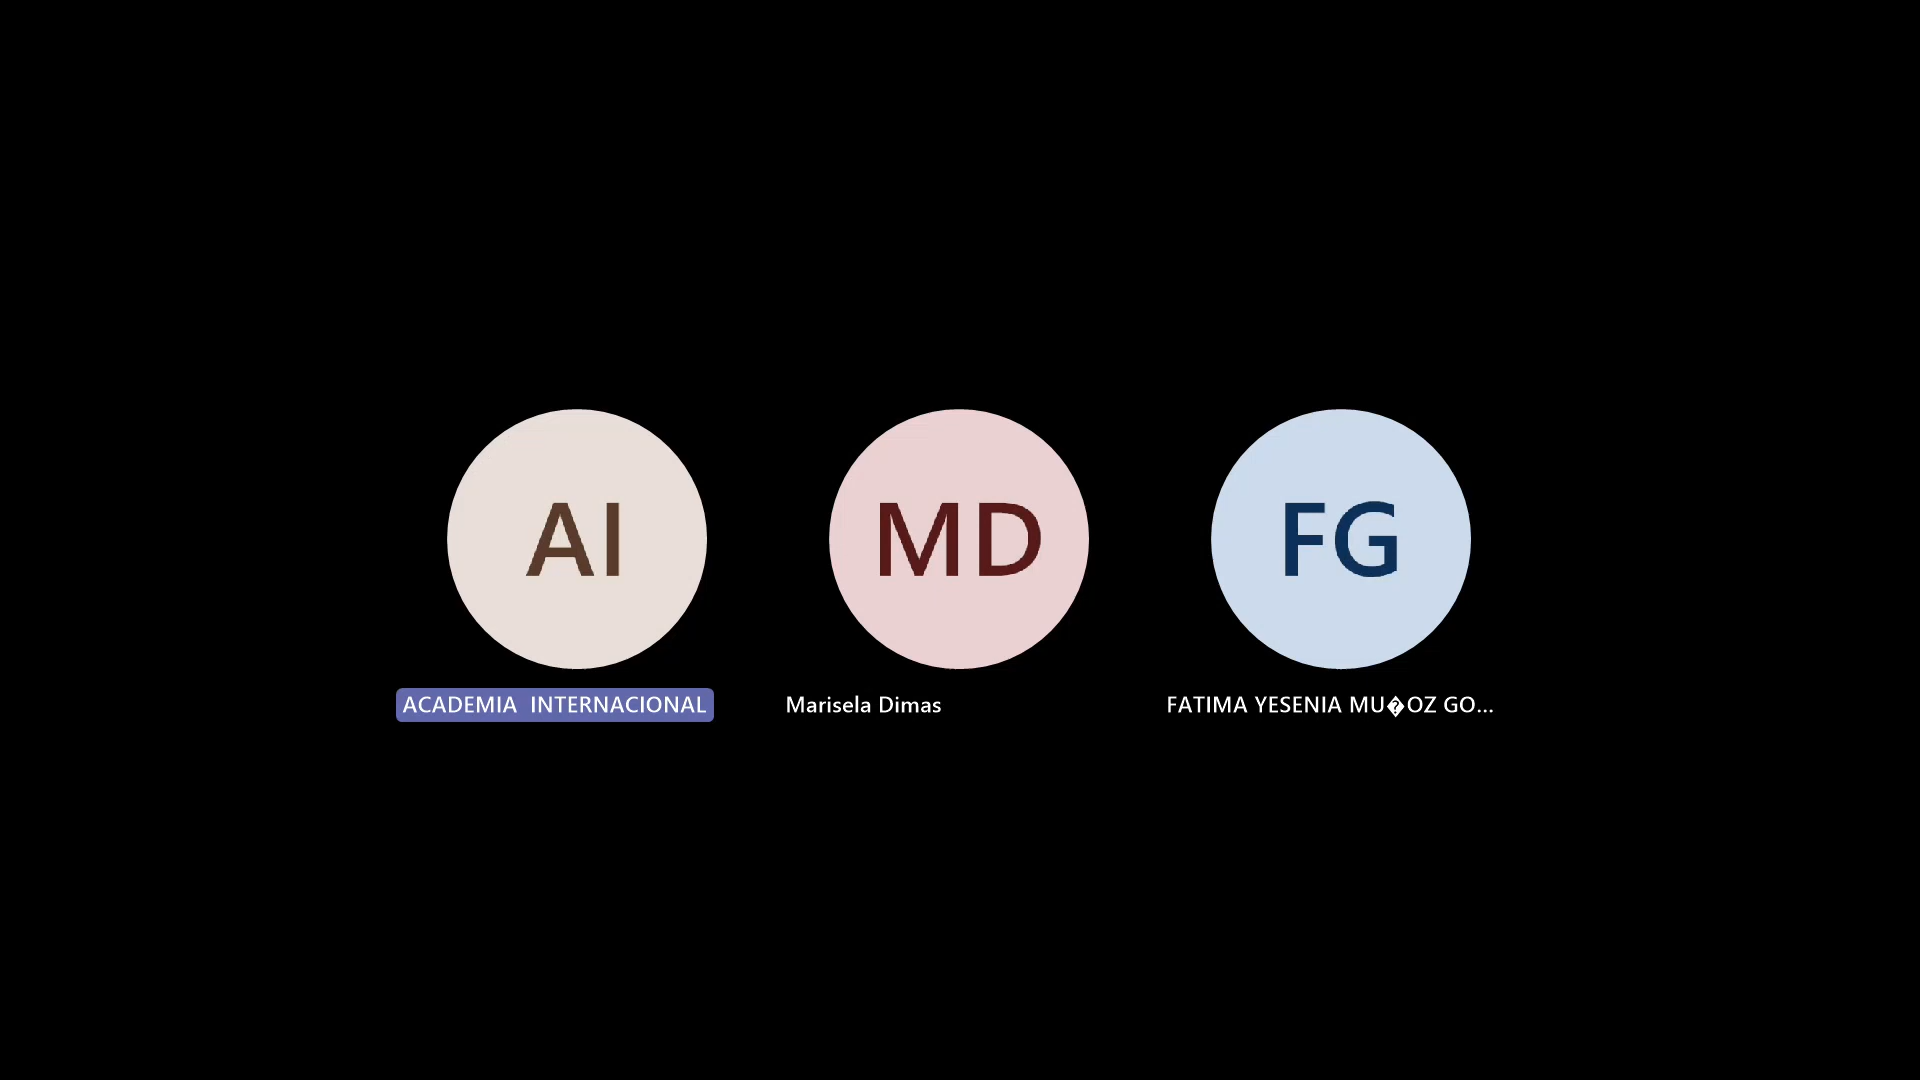 AI
MD
FG
ACADEMIA  INTERNACIONAL
Marisela Dimas
FATIMA YESENIA MU�OZ GO...